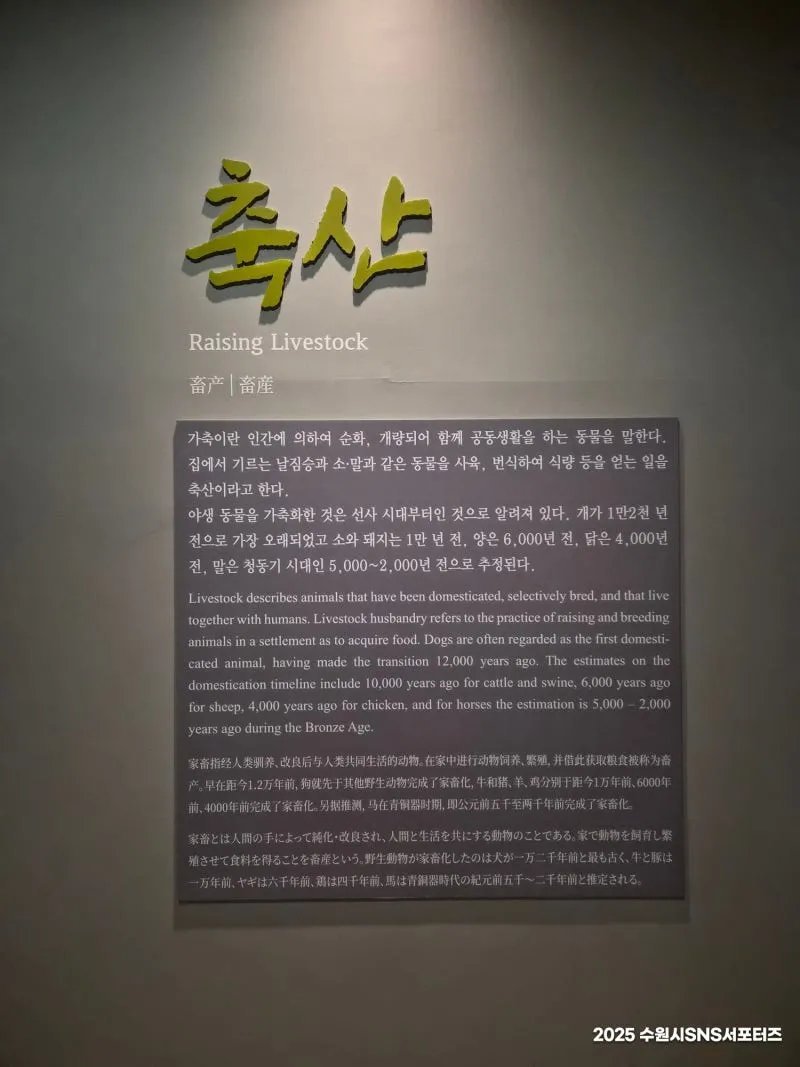 축산
Raising Livestock
畜产 | 畜産
가축이란 인간에 의하여 순화, 개량되어 함께 공동생활을 하는 동물을 말한다.
집에서 기르는 날짐승과 소·말과 같은 동물을 사육, 번식하여 식량 등을 얻는 일을
축산이라고 한다.
야생 동물을 가축화한 것은 선사 시대부터인 것으로 알려져 있다. 개가 1만2천 년
전으로 가장 오래되었고 소와 돼지는 1만 년 전, 양은 6,000년 전, 닭은 4,000년
전, 말은 청동기 시대인 5,000~2,000년 전으로 추정된다.
Livestock describes animals that have been domesticated, selectively bred, and that live
together with humans. Livestock husbandry refers to the practice of raising and breeding
animals in a settlement as to acquire food. Dogs are often regarded as the first domesti-
cated animal, having made the transition 12,000 years ago. The estimates on the
domestication timeline include 10,000 years ago for cattle and swine, 6,000 years ago
for sheep, 4,000 years ago for chicken, and for horses the estimation is 5,000 – 2,000
years ago during the Bronze Age.
家畜指经人类驯养、改良后与人类共同生活的动物。在家中进行动物饲养、繁殖, 并借此获取粮食被称为畜
产。早在距今1.2万年前, 狗就先于其他野生动物完成了家畜化, 牛和猪、羊、鸡分别于距今1万年前、6000年
前、4000年前完成了家畜化。另据推测, 马在青铜器时期, 即公元前五千至两千年前完成了家畜化。
家畜とは人間の手によって純化・改良され、人間と生活を共にする動物のことである。家で動物を飼育し繁
殖させて食料を得ることを畜産という。野生動物が家畜化したのは犬が一万二千年前と最も古く、牛と豚は
一万年前、ヤギは六千年前、鶏は四千年前、馬は青銅器時代の紀元前五千~二千年前と推定される。
2025 수원시SNS서포터즈